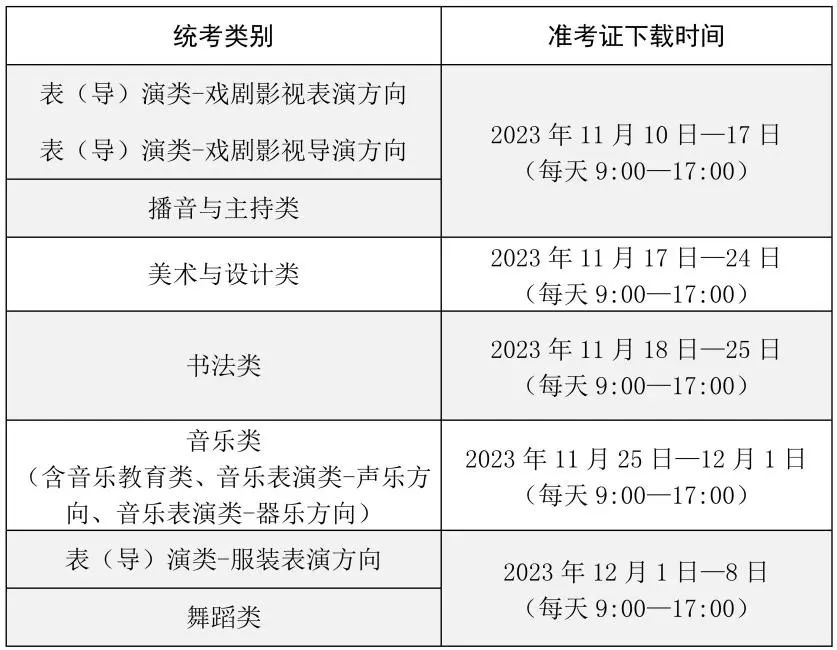 统考类别
准考证下载时间
表（导）演类-戏剧影视表演方向
表（导）演类-戏剧影视导演方向
播音与主持类
2023 年 11 月 10 日—17 日
（每天 9:00—17:00）
美术与设计类
2023 年 11 月 17 日—24 日
（每天 9:00—17:00）
书法类
2023 年 11 月 18 日—25 日
（每天 9:00—17:00）
音乐类
（含音乐教育类、音乐表演类-声乐方
向、音乐表演类-器乐方向）
2023 年 11 月 25 日—12 月 1 日
（每天 9:00—17:00）
表（导）演类-服装表演方向
舞蹈类
2023 年 12 月 1 日—8 日
（每天 9:00—17:00）